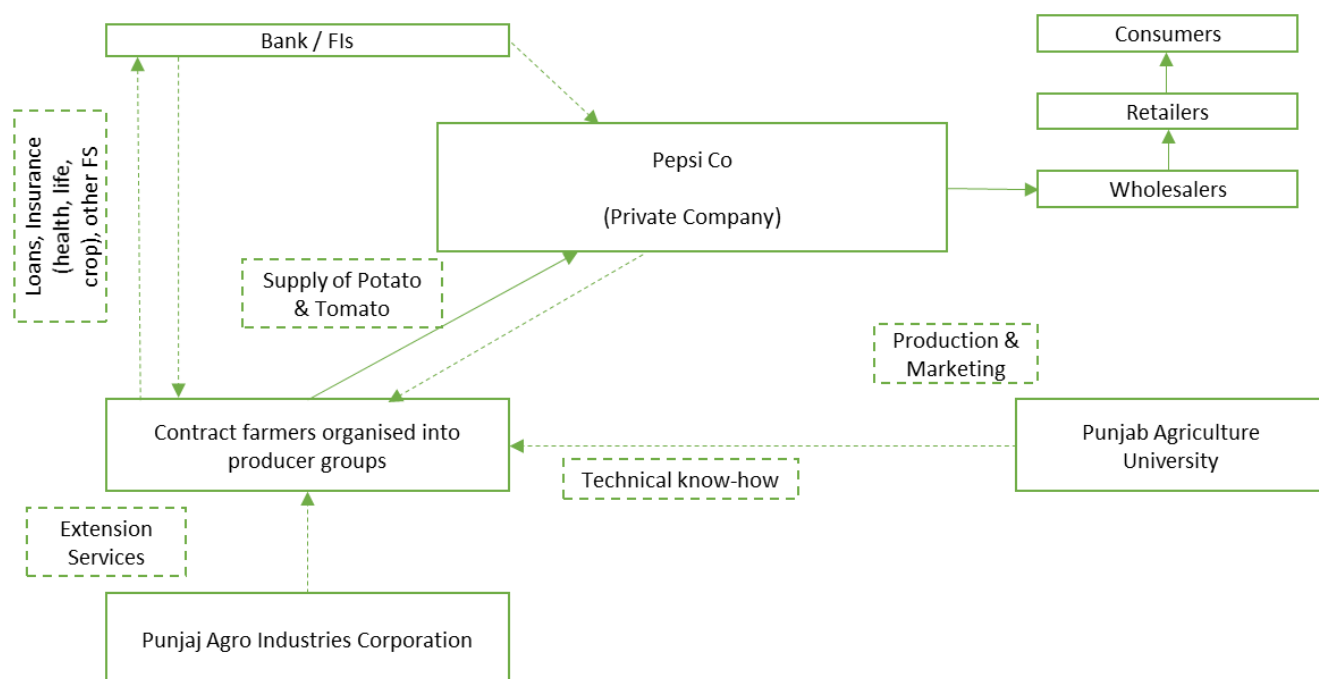 Bank / FIs
Consumers
Retailers
Wholesalers
Pepsi Co
(Private Company)
Loans, Insurance
(health, life,
crop), other FS
Supply of Potato
& Tomato
Production &
Marketing
Contract farmers organised into
producer groups
Technical know-how
Punjab Agriculture
University
Extension
Services
Punjaj Agro Industries Corporation